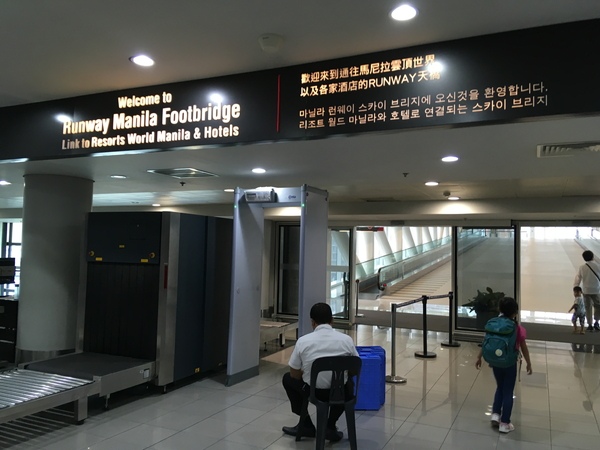 Welcome to
Runway Manila Footbridge
Link to Resorts World Manila & Hotels
歡迎來到通往馬尼拉雲頂世界
以及各家酒店的RUNWAY天橋
마닐라 런웨이 스카이 브리지에 오신것을 환영합니다.
리조트 월드 마닐라와 호텔로 연결되는 스카이 브리지